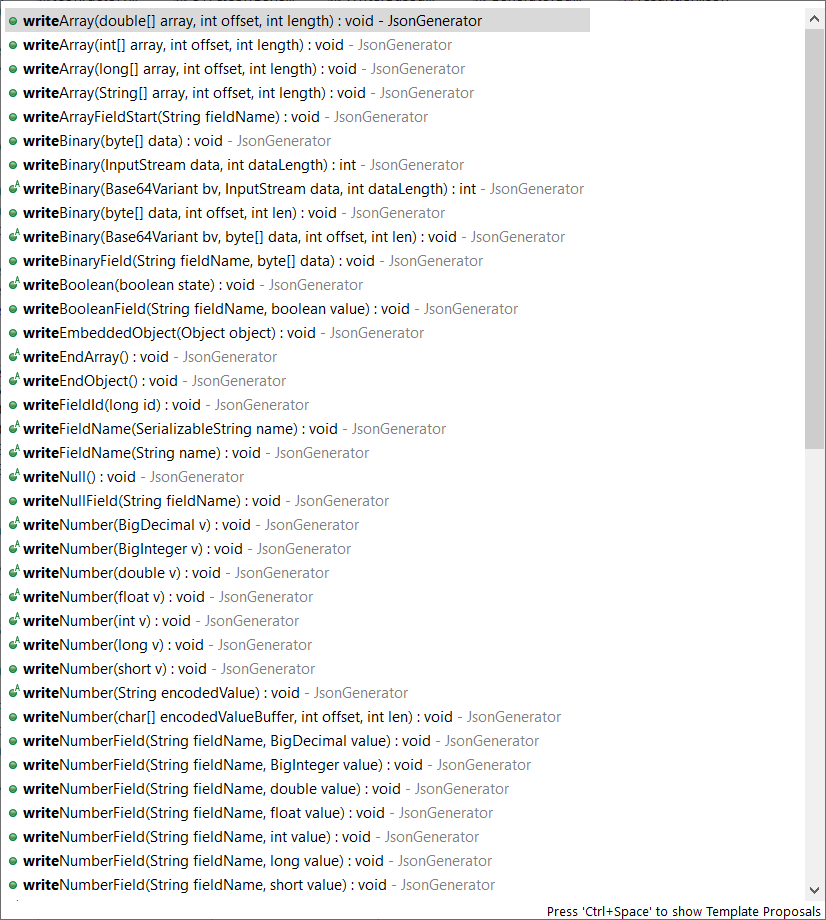 writeArray(double[] array, int offset, int length) : void - JsonGenerator
writeArray(int[] array, int offset, int length) : void - JsonGenerator
writeArray(long[] array, int offset, int length) : void - JsonGenerator
writeArray(String[] array, int offset, int length) : void - JsonGenerator
writeArrayFieldStart(String fieldName) : void - JsonGenerator
writeBinary(byte[] data) : void - JsonGenerator
writeBinary(InputStream data, int dataLength) : int - JsonGenerator
A writeBinary(Base64Variant bv, InputStream data, int dataLength) : int - JsonGenerator
writeBinary(byte[] data, int offset, int len) : void - JsonGenerator
A writeBinary(Base64Variant bv, byte[] data, int offset, int len) : void - JsonGenerator
writeBinaryField(String fieldName, byte[] data) : void - JsonGenerator
A writeBoolean(boolean state) : void - JsonGenerator
writeBooleanField(String fieldName, boolean value) : void - JsonGenerator
writeEmbeddedObject(Object object) : void - JsonGenerator
A writeEndArray() : void - JsonGenerator
A writeEndObject() : void - JsonGenerator
writeFieldId(long id) : void - JsonGenerator
A writeFieldName(SerializableString name) : void - JsonGenerator
A writeFieldName(String name) : void - JsonGenerator
A writeNull() : void - JsonGenerator
writeNullField(String fieldName) : void - JsonGenerator
A writeNumber(BigDecimal v) : void - JsonGenerator
A writeNumber(BigInteger v) : void - JsonGenerator
A writeNumber(double v) : void - JsonGenerator
A writeNumber(float v) : void - JsonGenerator
A writeNumber(int v) : void - JsonGenerator
A writeNumber(long v) : void - JsonGenerator
writeNumber(short v) : void - JsonGenerator
A writeNumber(String encodedValue) : void - JsonGenerator
writeNumber(char[] encodedValueBuffer, int offset, int len) : void - JsonGenerator
writeNumberField(String fieldName, BigDecimal value) : void - JsonGenerator
writeNumberField(String fieldName, BigInteger value) : void - JsonGenerator
writeNumberField(String fieldName, double value) : void - JsonGenerator
writeNumberField(String fieldName, float value) : void - JsonGenerator
writeNumberField(String fieldName, int value) : void - JsonGenerator
writeNumberField(String fieldName, long value) : void - JsonGenerator
writeNumberField(String fieldName, short value) : void - JsonGenerator
Press 'Ctrl+Space' to show Template Proposals